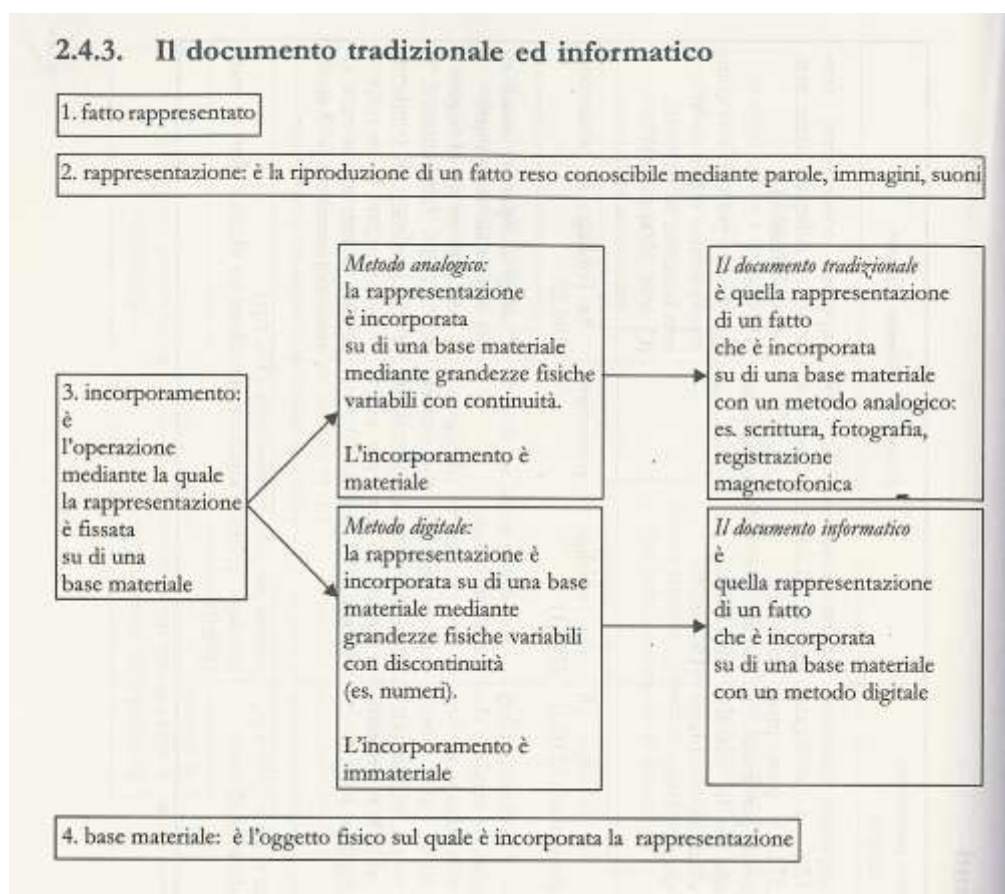 2.4.3. Il documento tradizionale ed informatico
1. fatto rappresentato
2. rappresentazione: è la riproduzione di un fatto reso conoscibile mediante parole, immagini, suoni
3. incorporamento:
è
l'operazione
mediante la quale
la rappresentazione
è fissata
su di una
base materiale
Metodo analogico:
la rappresentazione
è incorporata
su di una base materiale
mediante grandezze fisiche
variabili con continuità.
L'incorporamento è
materiale
Il documento tradizionale
è quella rappresentazione
di un fatto
che è incorporata
su di una base materiale
con un metodo analogico:
es. scrittura, fotografia,
registrazione
magnetofonica
Metodo digitale:
la rappresentazione è
incorporata su di una base
materiale mediante
grandezze fisiche variabili
con discontinuità
(es. numeri).
L'incorporamento è
immateriale
Il documento informatico
è
quella rappresentazione
di un fatto
che è incorporata
su di una base materiale
con un metodo digitale
4. base materiale: è l'oggetto fisico sul quale è incorporata la rappresentazione